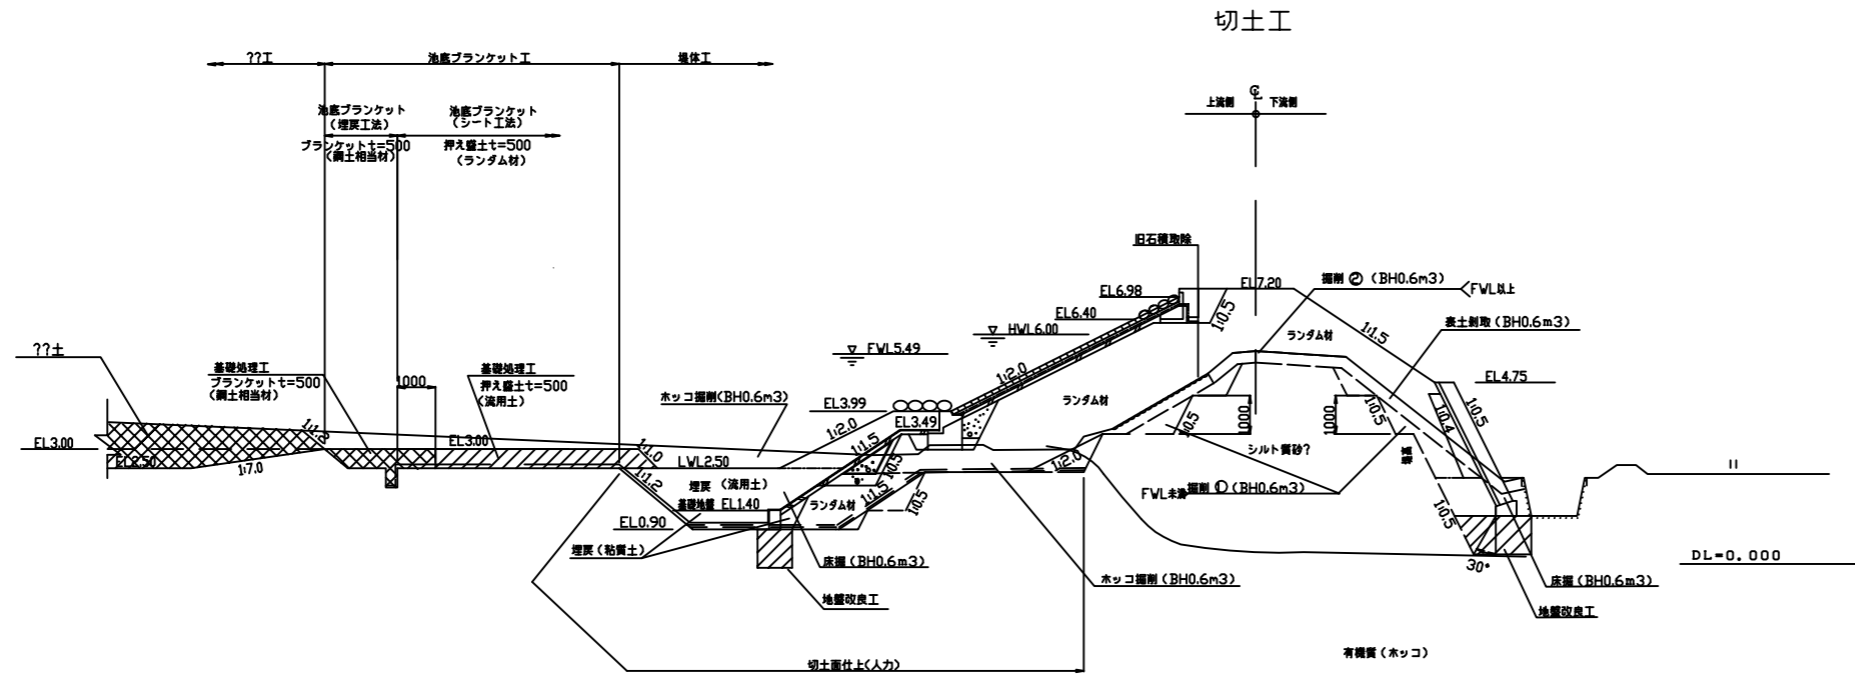 切土工
??工
池底ブランケット工
堤体工
上流側
℄
下流側
池底ブランケット
(埋戻工法)
池底ブランケット
(シート工法)
ブランケットt=500
(鋼土相当材)
押え盛土t=500
(ランダム材)
旧石積取除
EL6.98
EL6.40
EL7.20
掘削 ② (BH0.6m3)
FWL以上
表土剥取(BH0.6m3)
HWL6.00
FWL5.49
1:0.5
ランダム材
1:1.5
??土
基礎処理工
ブランケットt=500
(鋼土相当材)
1000
基礎処理工
押え盛土t=500
(流用土)
ホッコ掘削(BH0.6m3)
EL3.99
EL3.49
1:2.0
1:2.0
ランダム材
EL4.75
1:0.5
1000
1000
1:0.5
1:0.4
1:0.5
EL3.00
EL2.50
1:7.0
1:1.2
EL3.00
1:1.0
1:1.2
LWL2.50
埋戻 (流用土)
1:1.5
1:0.5
1:2.0
シルト質砂?
基礎地盤 EL1.40
ランダム材
1:1.5
1:0.5
FWL未満
掘削 ① (BH0.6m3)
1:0.5
EL0.90
埋戻(粘質土)
床掘(BH0.6m3)
ホッコ掘削(BH0.6m3)
30°
DL=0.000
床掘(BH0.6m3)
地盤改良工
地盤改良工
切土面仕上(人力)
有機質(ホッコ)